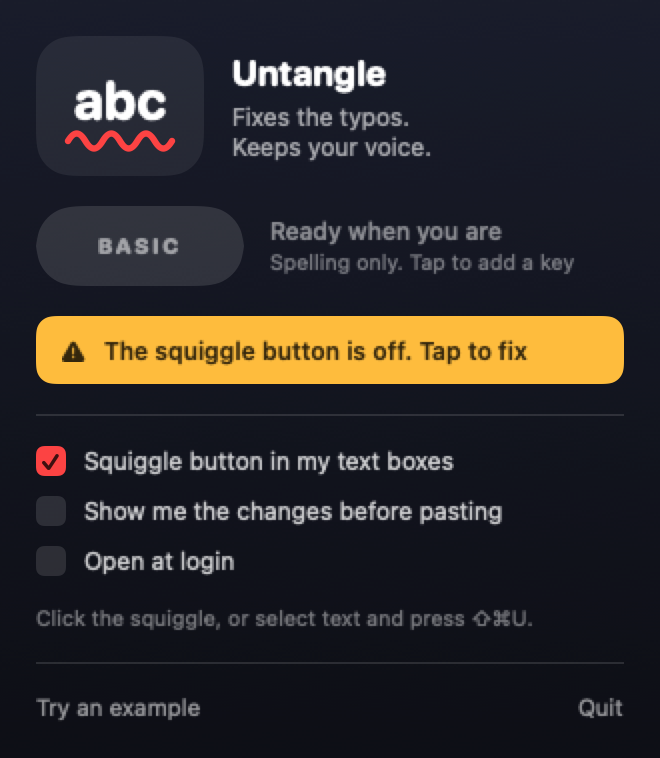 abc
Untangle
Fixes the typos.
Keeps your voice.
BASIC
Ready when you are
Spelling only. Tap to add a key
The squiggle button is off. Tap to fix
Squiggle button in my text boxes
Show me the changes before pasting
Open at login
Click the squiggle, or select text and press ⇧⌘U.
Try an example
Quit